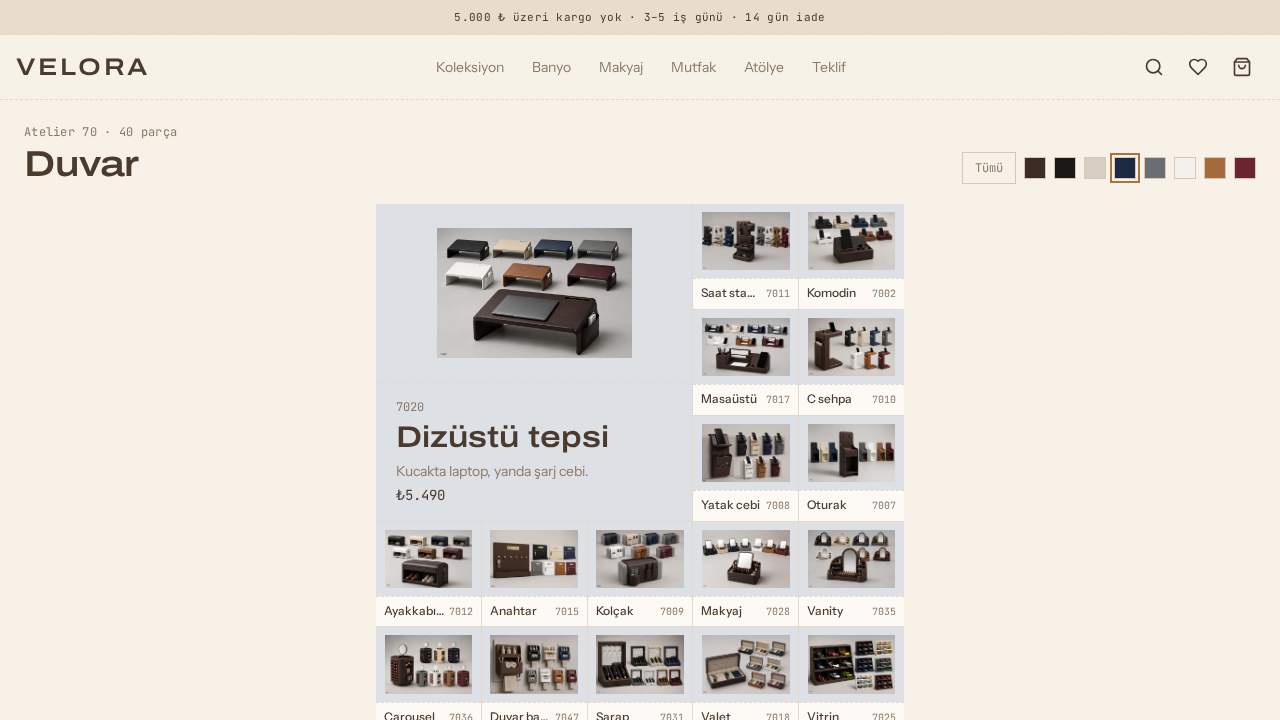 5.000 ₺ üzeri kargo yok · 3–5 iş günü · 14 gün iade
VELORA
Koleksiyon
Banyo
Makyaj
Mutfak
Atölye
Teklif
Atelier 70 · 40 parça
Duvar
Tümü
Saat sta... 7011
Komodin 7002
Masaüstü 7017
C sehpa 7010
7020
Dizüstü tepsi
Kucakta laptop, yanda şarj cebi.
₺5.490
Yatak cebi 7008
Oturak 7007
Ayakkabı... 7012
Anahtar 7015
Kolçak 7009
Makyaj 7028
Vanity 7035
Carousel 7036
Duvar ba... 7047
Şarap 7031
Valet 7018
Vitrin 7025